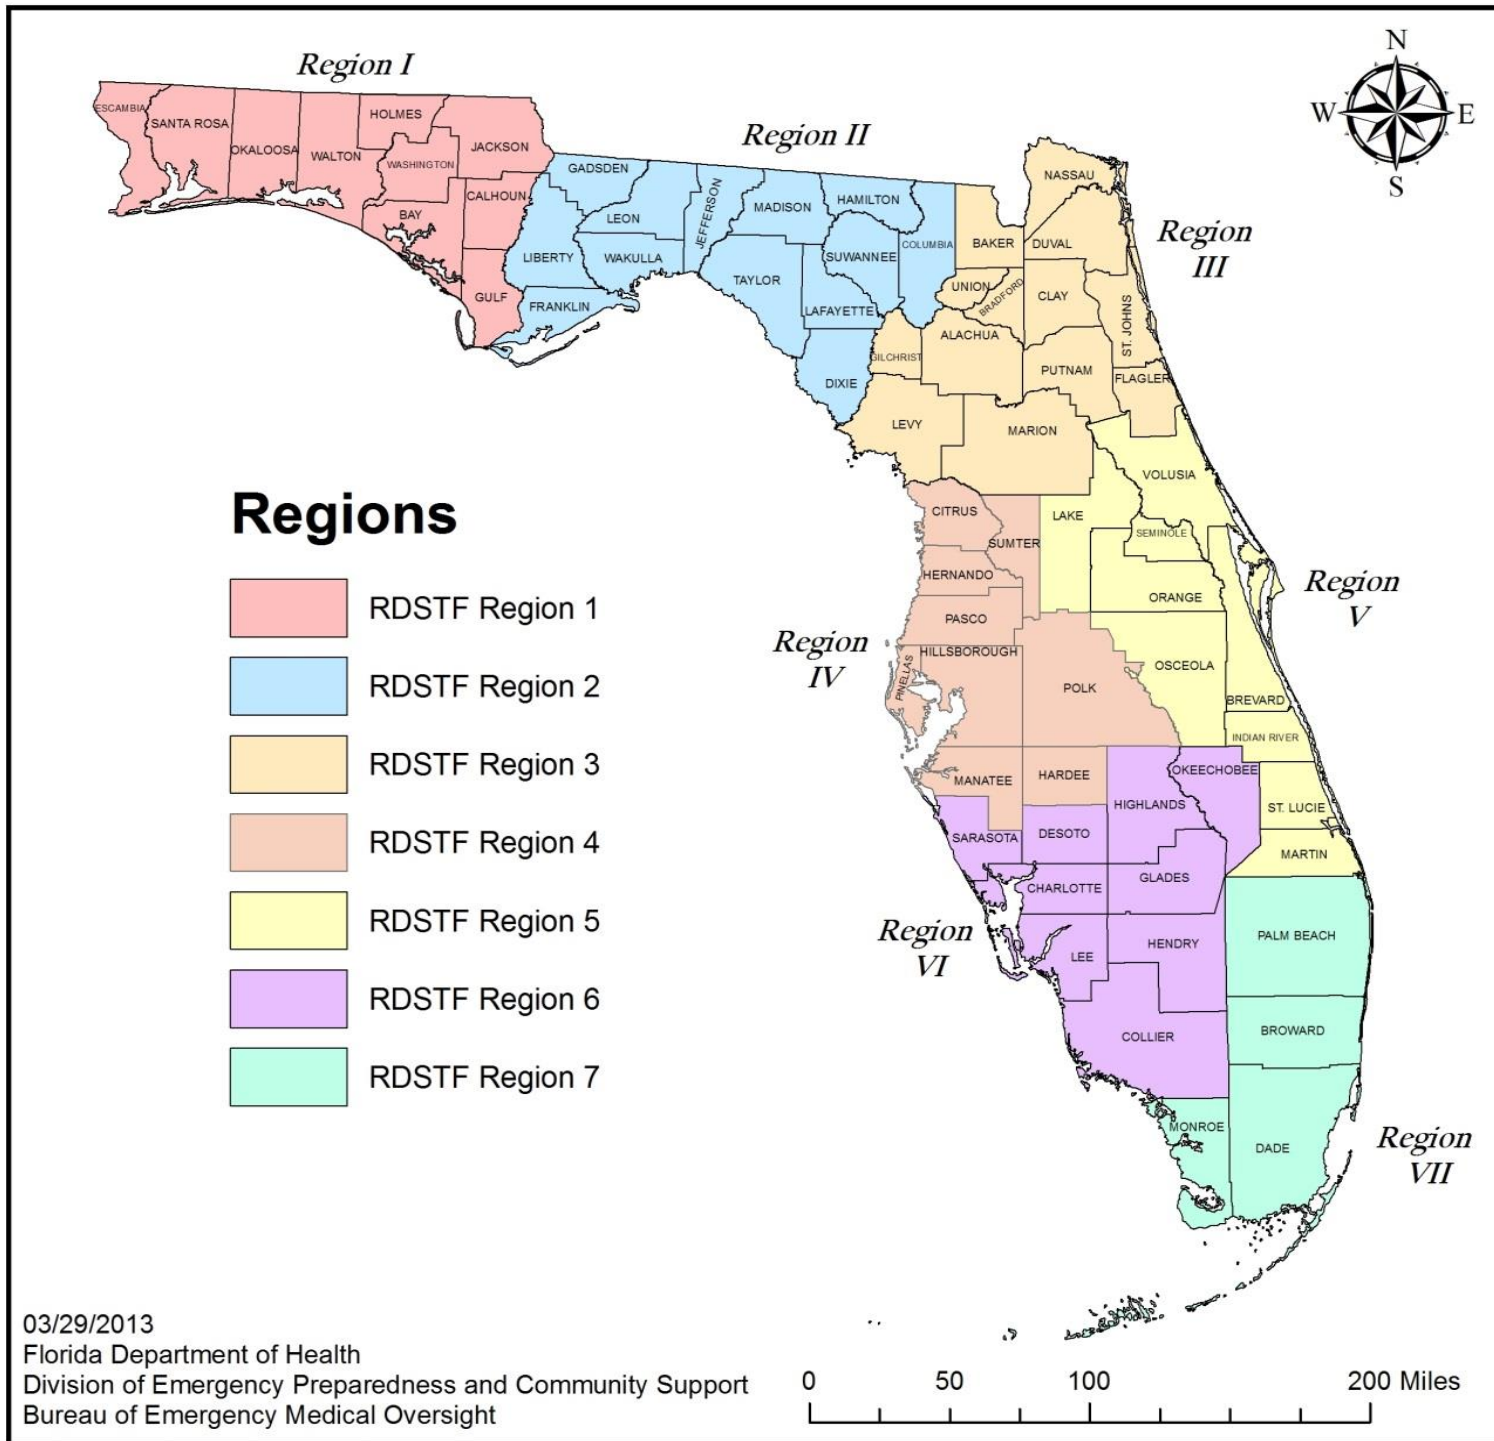 N
W
E
S
Region I
Region II
Region
III
ESCAMBIA
SANTA ROSA
OKALOOSA
WALTON
HOLMES
WASHINGTON
JACKSON
CALHOUN
BAY
GULF
GADSDEN
LEON
LIBERTY
WAKULLA
FRANKLIN
JEFFERSON
MADISON
HAMILTON
TAYLOR
SUWANNEE
COLUMBIA
LAFAYETTE
DIXIE
NASSAU
BAKER
DUVAL
UNION
BRADFORD
CLAY
ST. JOHNS
GILCHRIST
ALACHUA
PUTNAM
FLAGLER
LEVY
MARION
VOLUSIA
LAKE
SEMINOLE
ORANGE
OSCEOLA
BREVARD
INDIAN RIVER
ST. LUCIE
MARTIN
Region
V
CITRUS
SUMTER
HERNANDO
PASCO
HILLSBOROUGH
PINELLAS
POLK
MANATEE
HARDEE
Region
IV
OKEECHOBEE
HIGHLANDS
SARASOTA
DESOTO
CHARLOTTE
GLADES
LEE
HENDRY
COLLIER
Region
VI
PALM BEACH
BROWARD
MONROE
DADE
Region
VII
Regions
RDSTF Region 1
RDSTF Region 2
RDSTF Region 3
RDSTF Region 4
RDSTF Region 5
RDSTF Region 6
RDSTF Region 7
03/29/2013
Florida Department of Health
Division of Emergency Preparedness and Community Support
Bureau of Emergency Medical Oversight
0 50 100 200 Miles